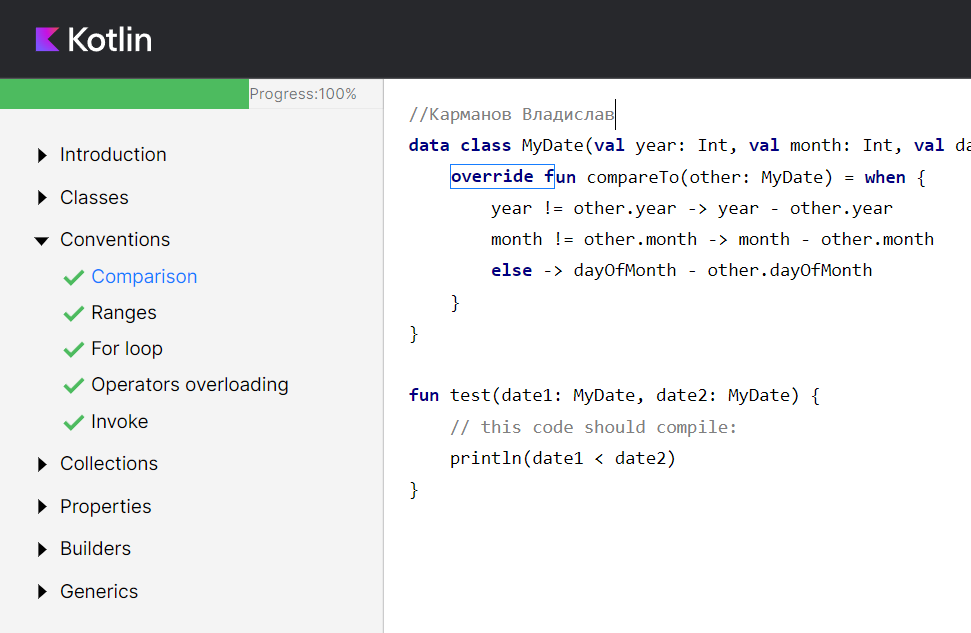 Kotlin
Progress:100%
Introduction
Classes
Conventions
Comparison
Ranges
For loop
Operators overloading
Invoke
Collections
Properties
Builders
Generics
//Карманов Владислав
data class MyDate(val year: Int, val month: Int, val da
override fun compareTo(other: MyDate) = when {
year != other.year -> year - other.year
month != other.month -> month - other.month
else -> dayOfMonth - other.dayOfMonth
}
}
fun test(date1: MyDate, date2: MyDate) {
// this code should compile:
println(date1 < date2)
}